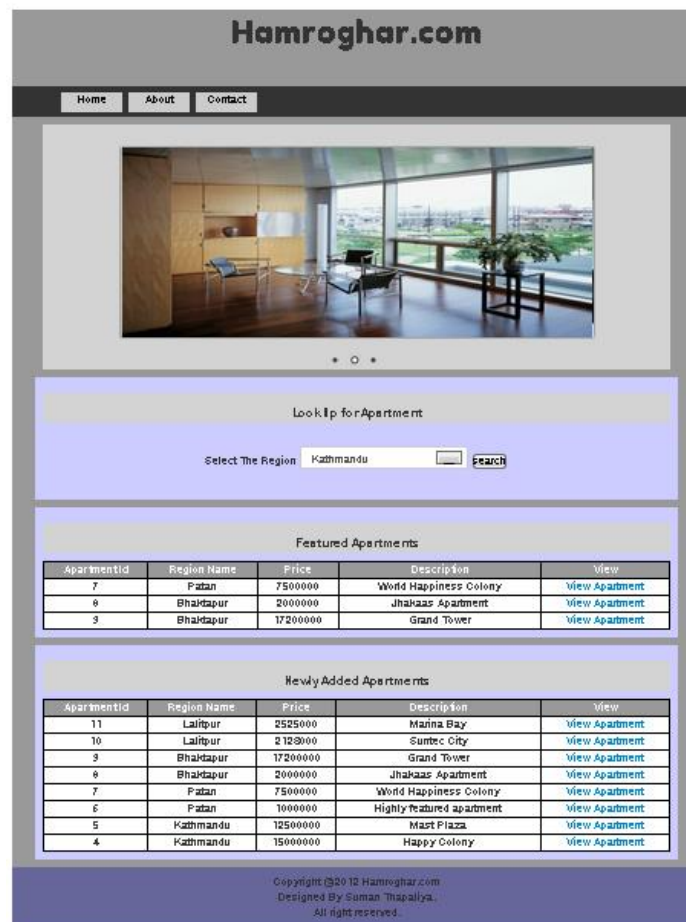 Hamroghar.com
Home About Contact
Look Up for Apartment
Select The Region Kathmandu search
Featured Apartments
ApartmentId Region Name Price Description View
7 Patan 7500000 World Happiness Colony View Apartment
8 Bhaktapur 2000000 Jhakaas Apartment View Apartment
9 Bhaktapur 17200000 Grand Tower View Apartment
Newly Added Apartments
ApartmentId Region Name Price Description View
11 Lalitpur 2525000 Marina Bay View Apartment
10 Lalitpur 2128000 Suntec City View Apartment
9 Bhaktapur 17200000 Grand Tower View Apartment
8 Bhaktapur 2000000 Jhakaas Apartment View Apartment
7 Patan 7500000 World Happiness Colony View Apartment
6 Patan 1000000 Highly featured apartment View Apartment
5 Kathmandu 12500000 Mast Plaza View Apartment
4 Kathmandu 15000000 Happy Colony View Apartment
Copyright @2012 Hamroghar.com
Designed By Suman Thapaliya.
All right reserved.